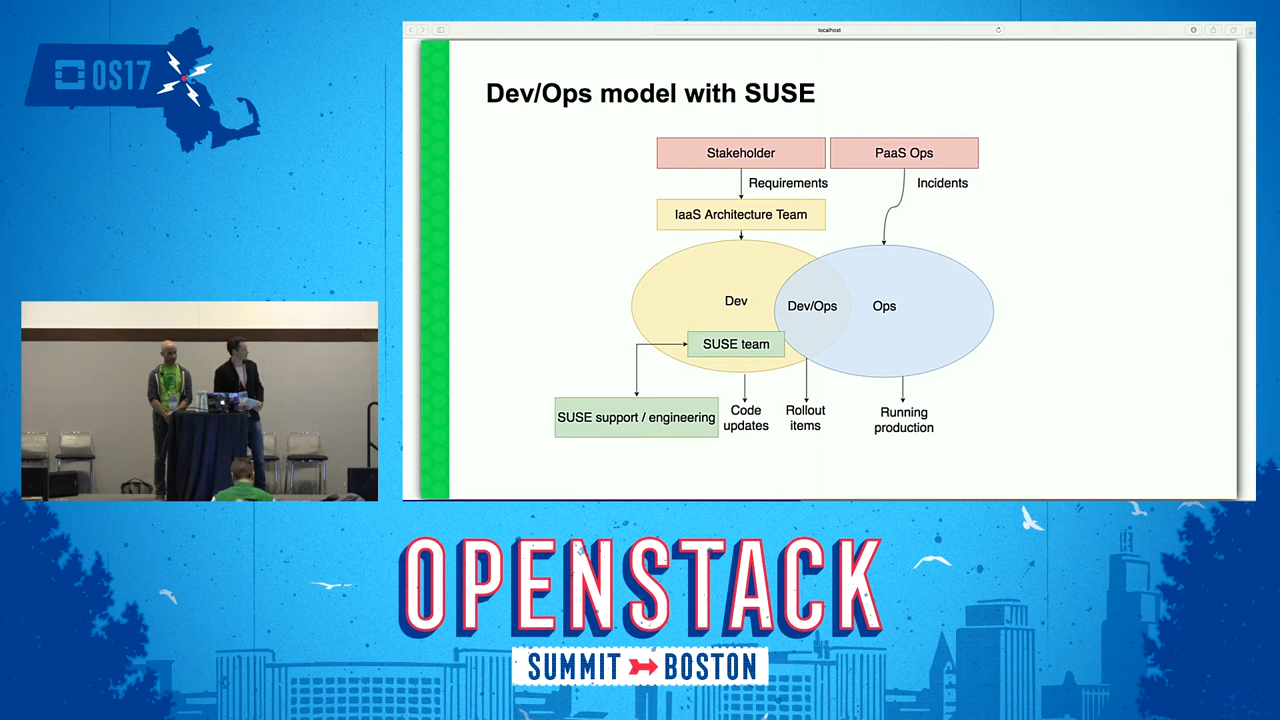 OS17
localhost
Dev/Ops model with SUSE
Stakeholder
PaaS Ops
Requirements
Incidents
IaaS Architecture Team
Dev
Dev/Ops
Ops
SUSE team
SUSE support / engineering
Code
updates
Rollout
items
Running
production
OPENSTACK
SUMMIT BOSTON